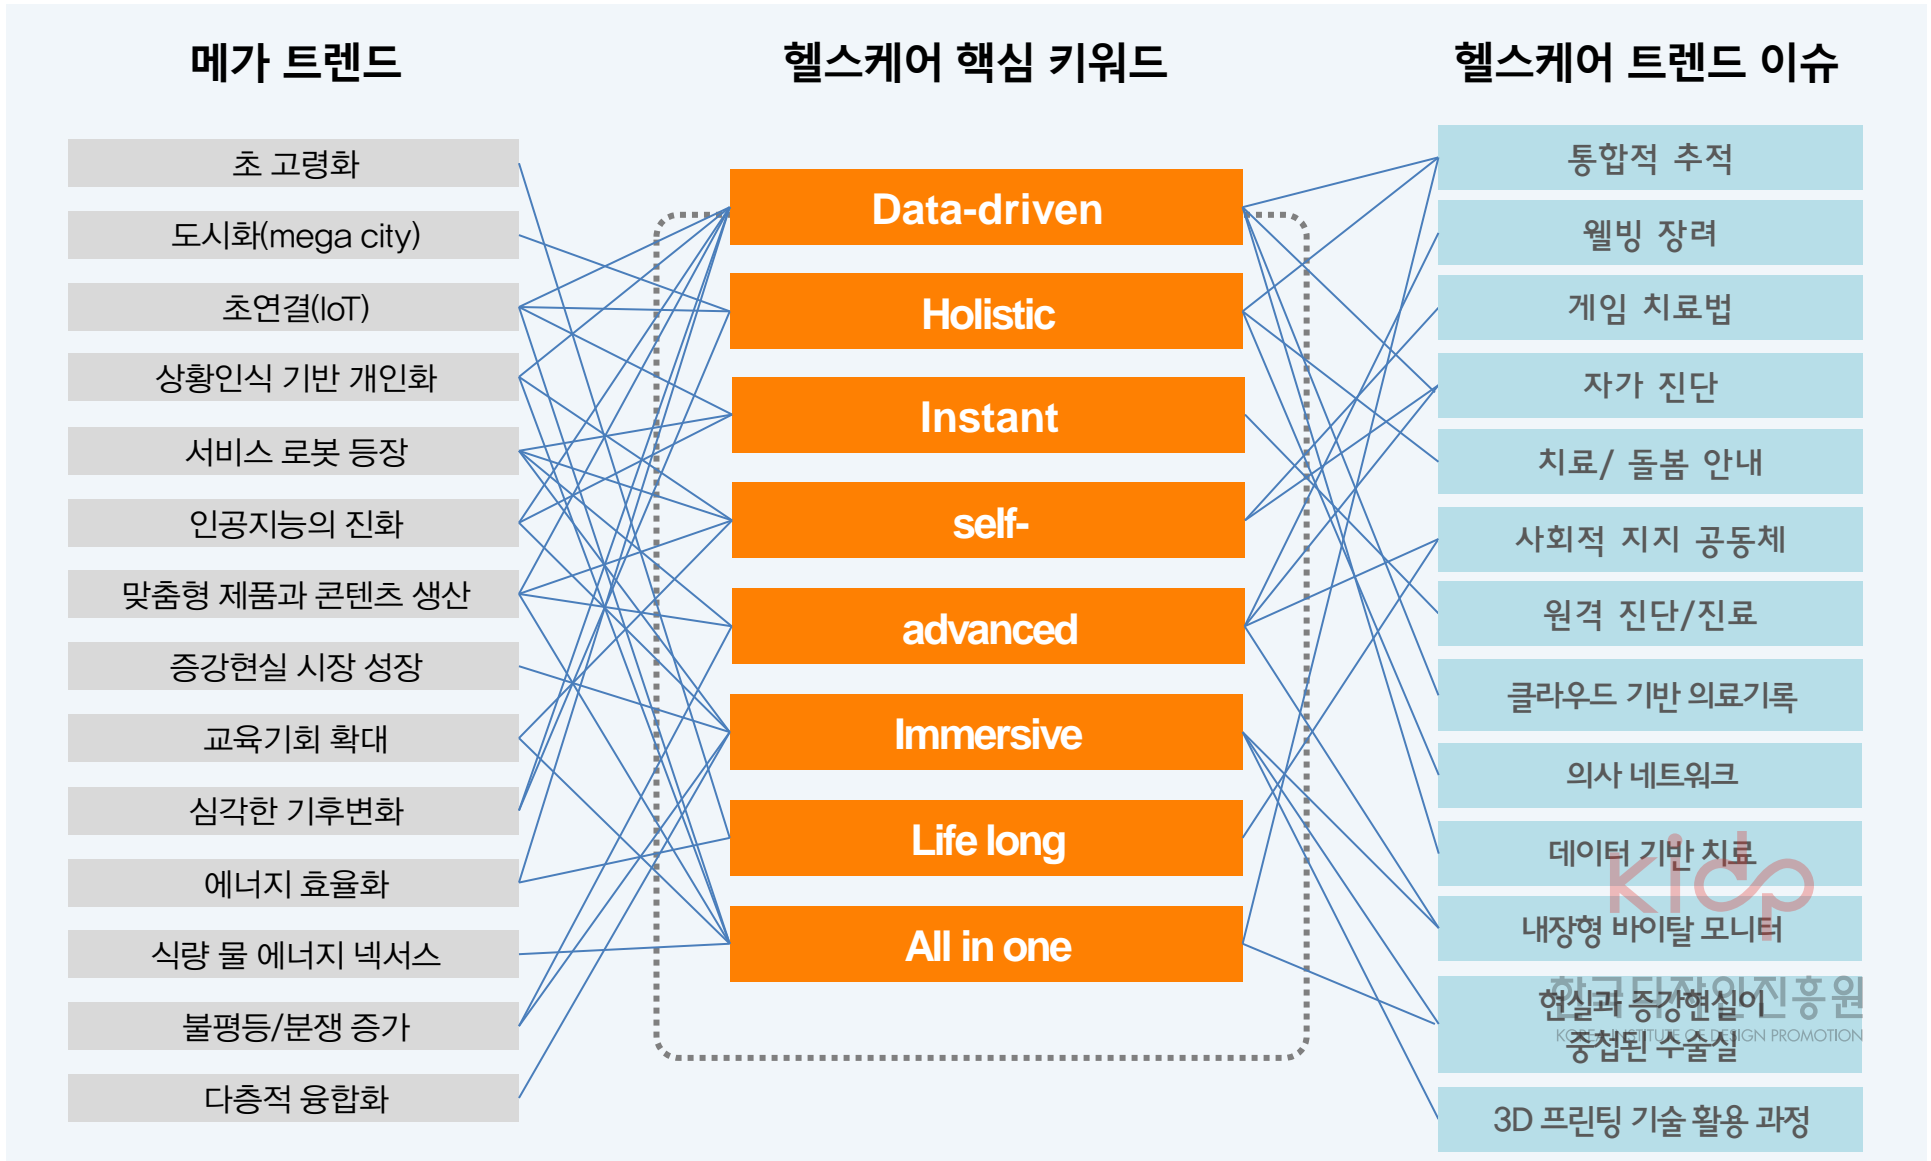 메가 트렌드
초 고령화
도시화(mega city)
초연결(IoT)
상황인식 기반 개인화
서비스 로봇 등장
인공지능의 진화
맞춤형 제품과 콘텐츠 생산
증강현실 시장 성장
교육기회 확대
심각한 기후변화
에너지 효율화
식량 물 에너지 넥서스
불평등/분쟁 증가
다층적 융합화
헬스케어 핵심 키워드
Data-driven
Holistic
Instant
self-
advanced
Immersive
Life long
All in one
헬스케어 트렌드 이슈
통합적 추적
웰빙 장려
게임 치료법
자가 진단
치료/ 돌봄 안내
사회적 지지 공동체
원격 진단/진료
클라우드 기반 의료기록
의사 네트워크
데이터 기반 치료
내장형 바이탈 모니터
현실과 증강현실이
중첩된 수술실
3D 프린팅 기술 활용 과정
kidp
한국디자인진흥원
KOREA INSTITUTE OF DESIGN PROMOTION